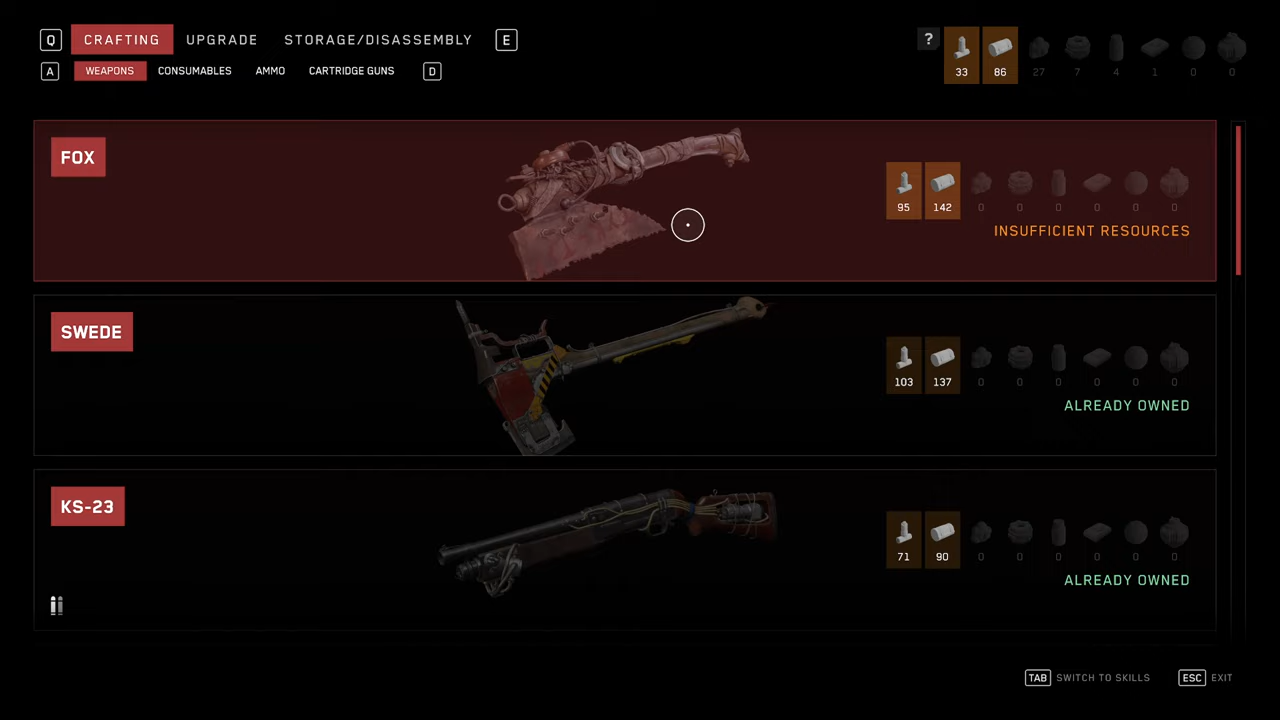 Q CRAFTING UPGRADE STORAGE/DISASSEMBLY E
A WEAPONS CONSUMABLES AMMO CARTRIDGE GUNS D
?
33 86 27 7 4 1 0 0
FOX
95 142 0 0 0 0 0 0
INSUFFICIENT RESOURCES
SWEDE
103 137 0 0 0 0 0 0
ALREADY OWNED
KS-23
71 90 0 0 0 0 0 0
ALREADY OWNED
TAB SWITCH TO SKILLS ESC EXIT